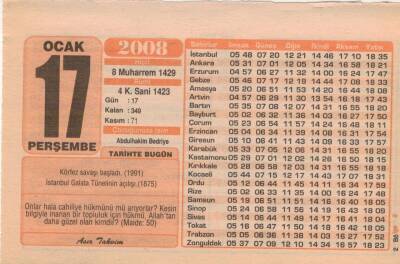 OCAK
17
PERŞEMBE
2008
Hicri
8 Muharrem 1429
Rumi
4 K. Sani 1423
Gün : 17
Kalan : 349
Kasım : 71
Çocuğunuza İsim
Abdulhakim Bedriye
TARİHTE BUGÜN
Körfez savaşı başladı. (1991)
İstanbul Galata Tünelinin açılışı.(1875)
Onlar hala cahiliye hükmünü mü arıyorlar? Kesin
bilgiyle inanan bir topluluk için hükmü, Allah'tan
daha güzel olan kimdir? (Maide: 50)
Asır Takvim
Şehirler İmsak Güneş Öğle İkindi Akşam Yatsı
İstanbul 05 48 07 20 12 21 14 46 17 10 18 35
Ankara 05 31 07 01 12 05 14 34 16 58 18 21
Erzurum 04 57 06 27 11 32 14 00 16 24 17 47
Gebze 05 46 07 17 12 19 14 44 17 08 18 33
Amasya 05 20 06 51 11 53 14 20 16 44 18 08
Artvin 04 57 06 29 11 30 13 54 16 18 17 43
Bartın 05 35 07 08 12 07 14 31 16 55 18 20
Bayburt 05 02 06 32 11 36 14 03 16 27 17 50
Çorum 05 23 06 54 11 57 14 24 16 48 18 11
Erzincan 05 04 06 34 11 39 14 08 16 31 17 54
Giresun 05 10 06 41 11 43 14 09 16 33 17 57
Karabük 05 33 07 05 12 06 14 31 16 55 18 20
Kastamonu 05 29 07 01 12 02 14 26 16 50 18 15
Kırıkkale 05 28 06 58 12 03 14 31 16 55 18 18
Kocaeli 05 44 07 15 12 17 14 43 17 07 18 31
Ordu 05 12 06 44 11 45 14 11 16 34 17 59
Rize 05 02 06 33 11 35 14 00 16 24 17 48
Samsun 05 19 06 51 11 51 14 16 16 40 18 05
Sinop 05 24 06 58 11 56 14 19 16 43 18 09
Sivas 05 14 06 44 11 49 14 18 16 41 18 04
Tokat 05 18 06 47 11 50 14 18 16 42 18 05
Trabzon 05 05 06 36 11 38 14 03 16 27 17 51
Zonguldak 05 37 07 09 12 10 14 34 16 57 18 23